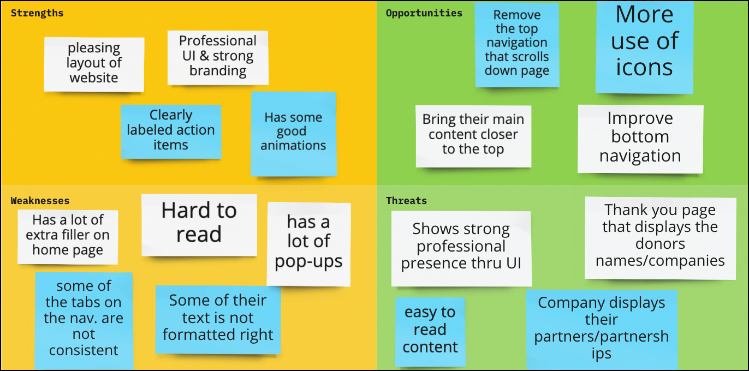 Strengths
pleasing
layout of
website
Professional
UI & strong
branding
Clearly
labeled action
items
Has some
good
animations
Opportunities
Remove
the top
navigation
that scrolls
down page
More
use of
icons
Bring their main
content closer
to the top
Improve
bottom
navigation
Weaknesses
Has a lot of
extra filler on
home page
Hard to
read
has a
lot of
pop-ups
some of
the tabs on
the nav. are
not
consistent
Some of their
text is not
formatted right
Threats
Shows strong
professional
presence thru UI
Thank you page
that displays the
donors
names/companies
easy to
read
content
Company displays
their
partners/partnersh
ips